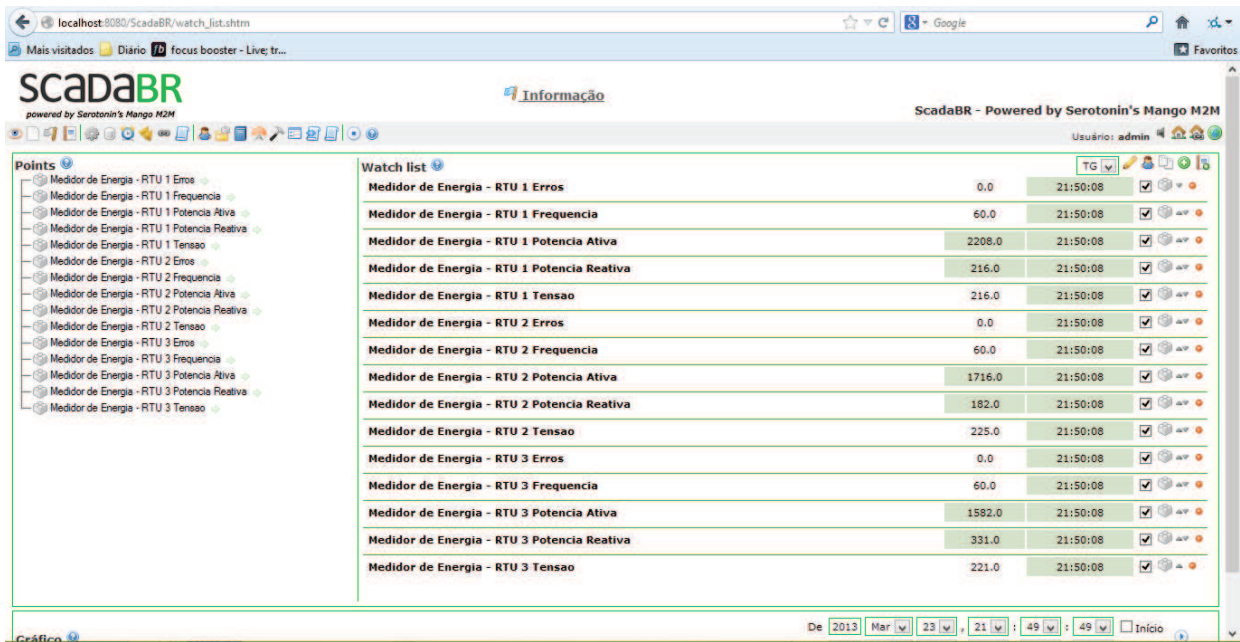 localhost:8080/ScadaBR/watch_list.shtm
Google
Mais visitados Diário fb focus booster - Live; tr...
Favoritos
scadaBR
powered by Serotonin's Mango M2M
Informação
ScadaBR - Powered by Serotonin's Mango M2M
Usuário: admin
Points
Medidor de Energia - RTU 1 Erros
Medidor de Energia - RTU 1 Frequencia
Medidor de Energia - RTU 1 Potencia Ativa
Medidor de Energia - RTU 1 Potencia Reativa
Medidor de Energia - RTU 1 Tensao
Medidor de Energia - RTU 2 Erros
Medidor de Energia - RTU 2 Frequencia
Medidor de Energia - RTU 2 Potencia Ativa
Medidor de Energia - RTU 2 Potencia Reativa
Medidor de Energia - RTU 2 Tensao
Medidor de Energia - RTU 3 Erros
Medidor de Energia - RTU 3 Frequencia
Medidor de Energia - RTU 3 Potencia Ativa
Medidor de Energia - RTU 3 Potencia Reativa
Medidor de Energia - RTU 3 Tensao
Watch list TG
Medidor de Energia - RTU 1 Erros 0.0 21:50:08
Medidor de Energia - RTU 1 Frequencia 60.0 21:50:08
Medidor de Energia - RTU 1 Potencia Ativa 2208.0 21:50:08
Medidor de Energia - RTU 1 Potencia Reativa 216.0 21:50:08
Medidor de Energia - RTU 1 Tensao 216.0 21:50:08
Medidor de Energia - RTU 2 Erros 0.0 21:50:08
Medidor de Energia - RTU 2 Frequencia 60.0 21:50:08
Medidor de Energia - RTU 2 Potencia Ativa 1716.0 21:50:08
Medidor de Energia - RTU 2 Potencia Reativa 182.0 21:50:08
Medidor de Energia - RTU 2 Tensao 225.0 21:50:08
Medidor de Energia - RTU 3 Erros 0.0 21:50:08
Medidor de Energia - RTU 3 Frequencia 60.0 21:50:08
Medidor de Energia - RTU 3 Potencia Ativa 1582.0 21:50:08
Medidor de Energia - RTU 3 Potencia Reativa 331.0 21:50:08
Medidor de Energia - RTU 3 Tensao 221.0 21:50:08
Gráfico
De 2013 Mar 23 , 21 : 49 : 49 Início